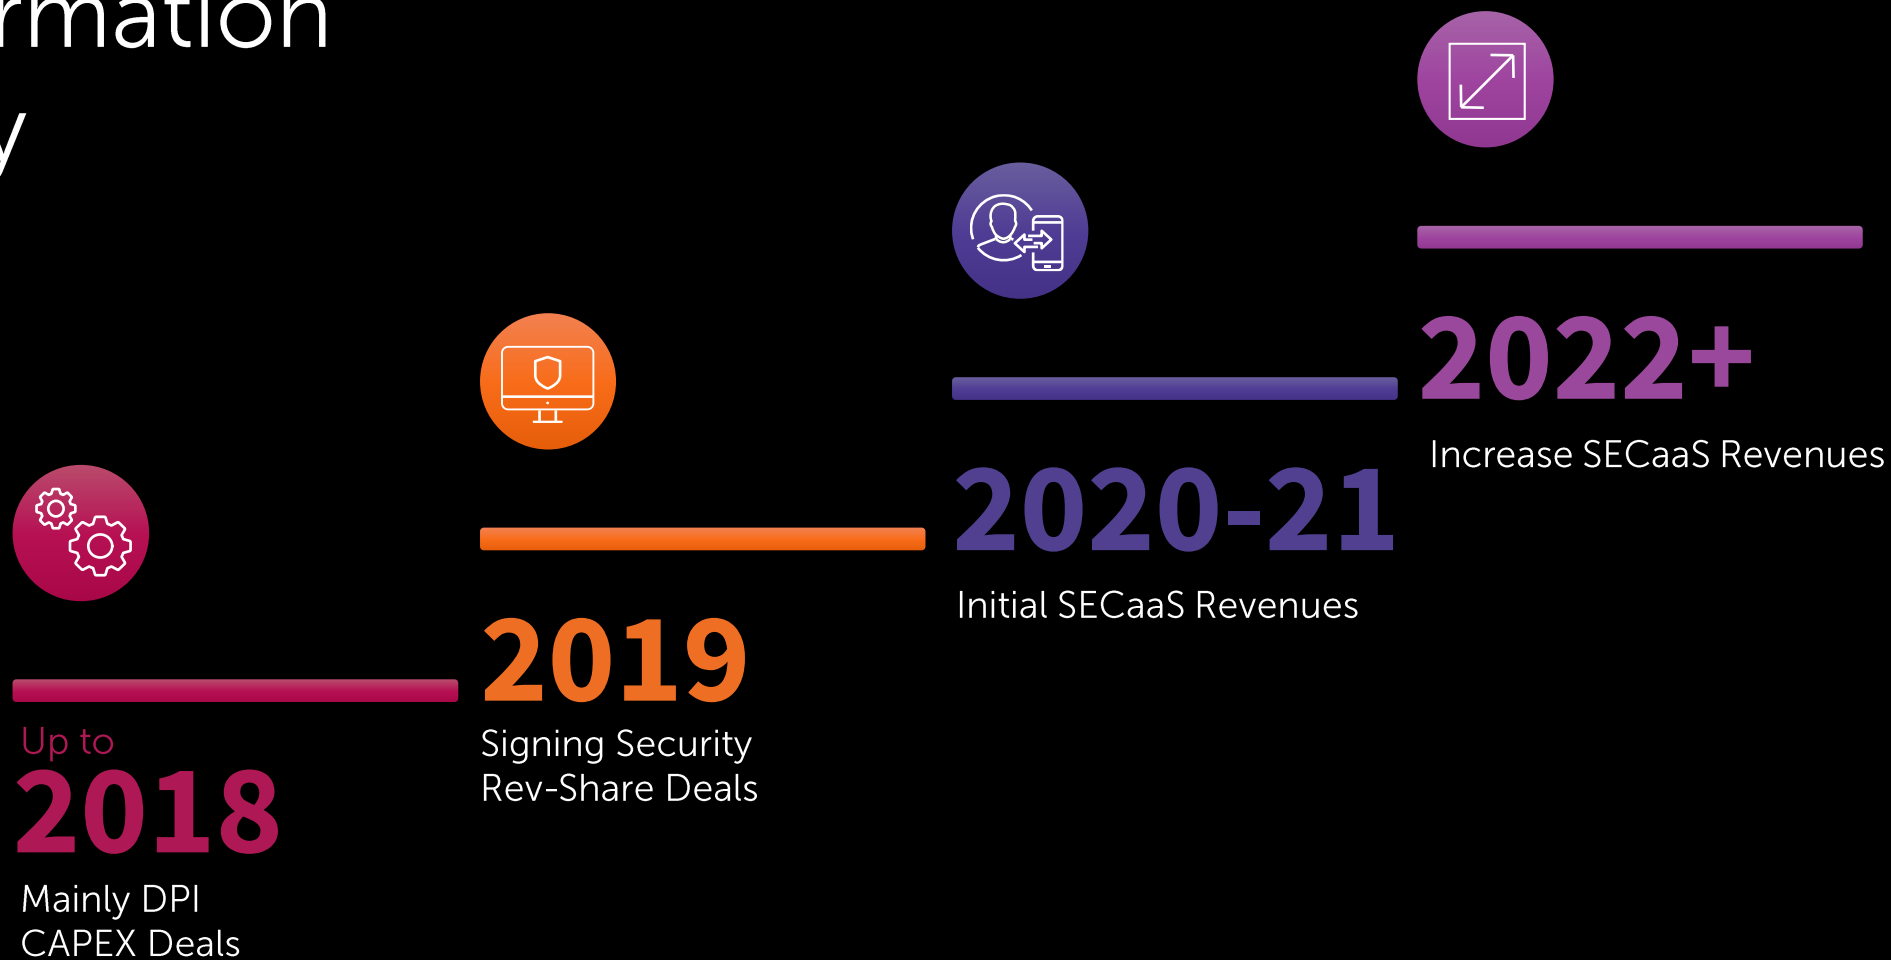 rmation
y
Up to
2018
Mainly DPI
CAPEX Deals
2019
Signing Security
Rev-Share Deals
2020-21
Initial SECaaS Revenues
2022+
Increase SECaaS Revenues